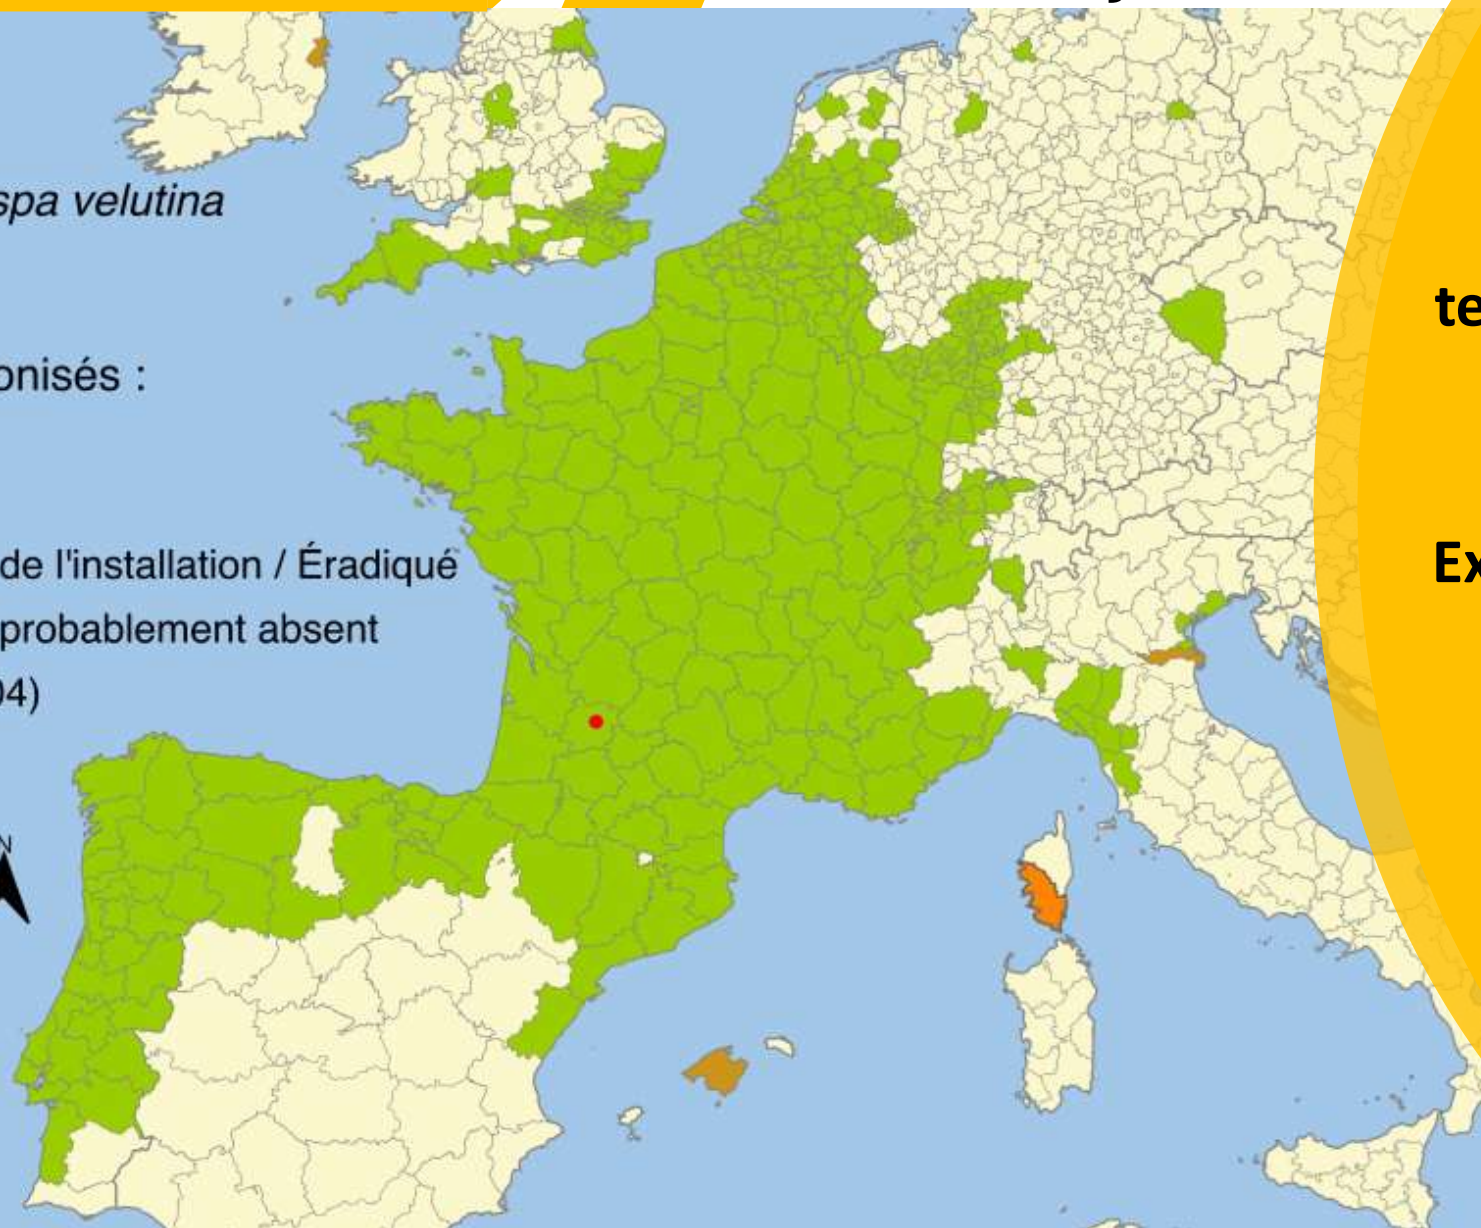 spa velutina
te
onisés :
Ex
de l'installation / Éradiqué
probablement absent
04)
N